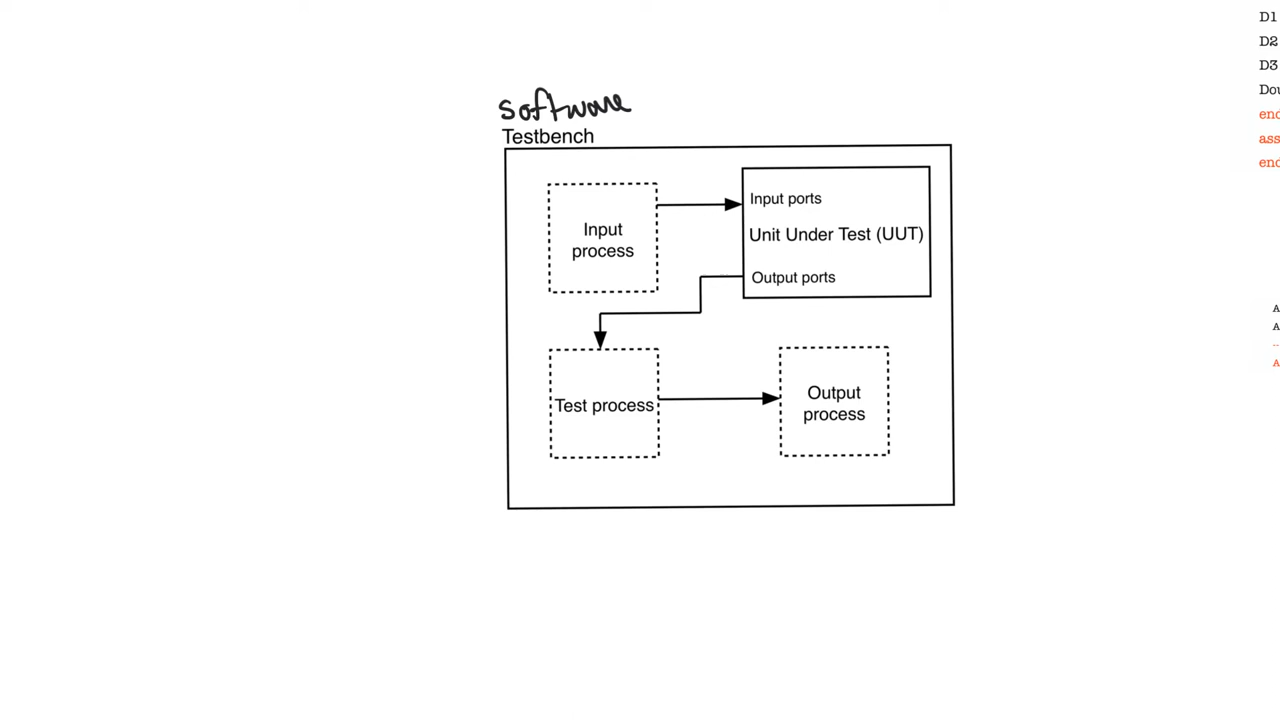 software
Testbench
Input
process
Input ports
Unit Under Test (UUT)
Output ports
Test process
Output
process
D1
D2
D3
A
A
--
A